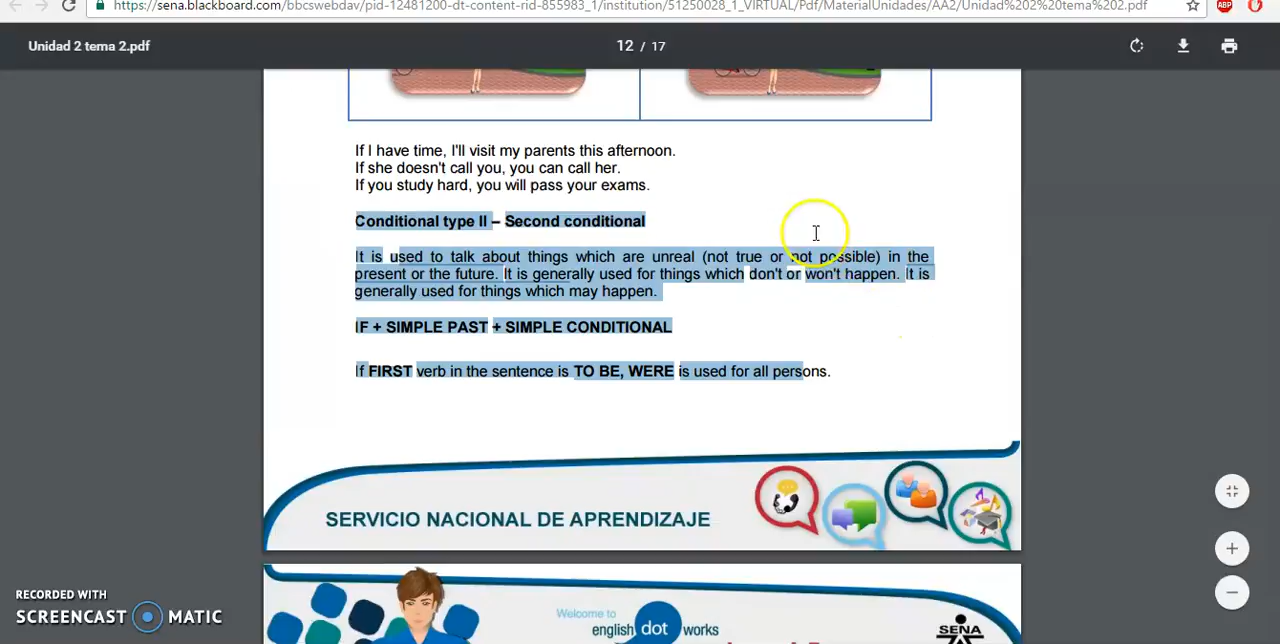 https://sena.blackboard.com/bbcswebdav/pid-12481200-dt-content-rid-855983_1/institution/51250028_1_VIRTUAL/Pdf/MaterialUnidades/AA2/Unidad%202%20tema%202.pdf
ABP
Unidad 2 tema 2.pdf
12 / 17
If I have time, I'll visit my parents this afternoon.
If she doesn't call you, you can call her.
If you study hard, you will pass your exams.
Conditional type II – Second conditional
It is used to talk about things which are unreal (not true or not possible) in the
present or the future. It is generally used for things which don't or won't happen. It is
generally used for things which may happen.
IF + SIMPLE PAST + SIMPLE CONDITIONAL
If FIRST verb in the sentence is TO BE, WERE is used for all persons.
SERVICIO NACIONAL DE APRENDIZAJE
RECORDED WITH
SCREENCAST MATIC
Welcome to
english dot works
SENA